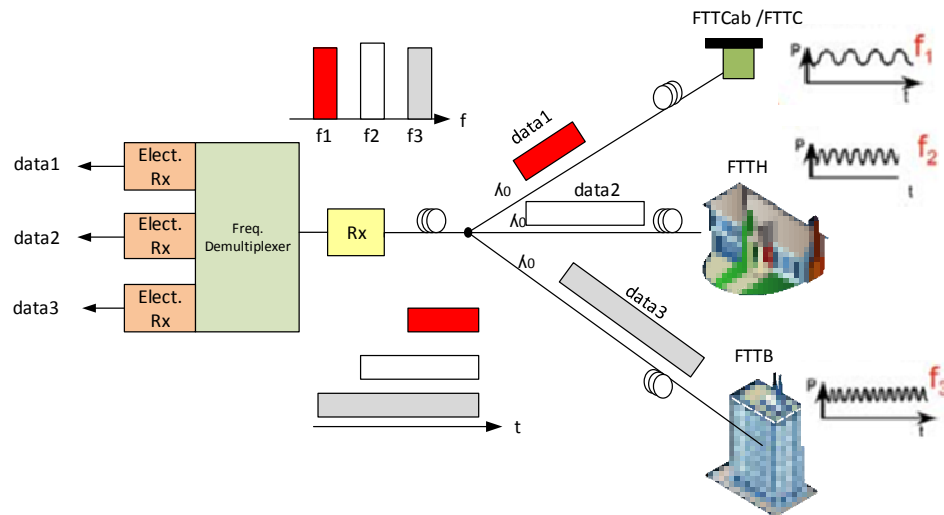 FTTCab /FTTC
P
f1
t
f1
f2
f3
f
data1
data1
Elect.
Rx
P
f2
t
FTTH
data2
λ0
λ0
data2
Elect.
Rx
Freq.
Demultiplexer
Rx
λ0
data3
data3
Elect.
Rx
FTTB
P
f3
t
t